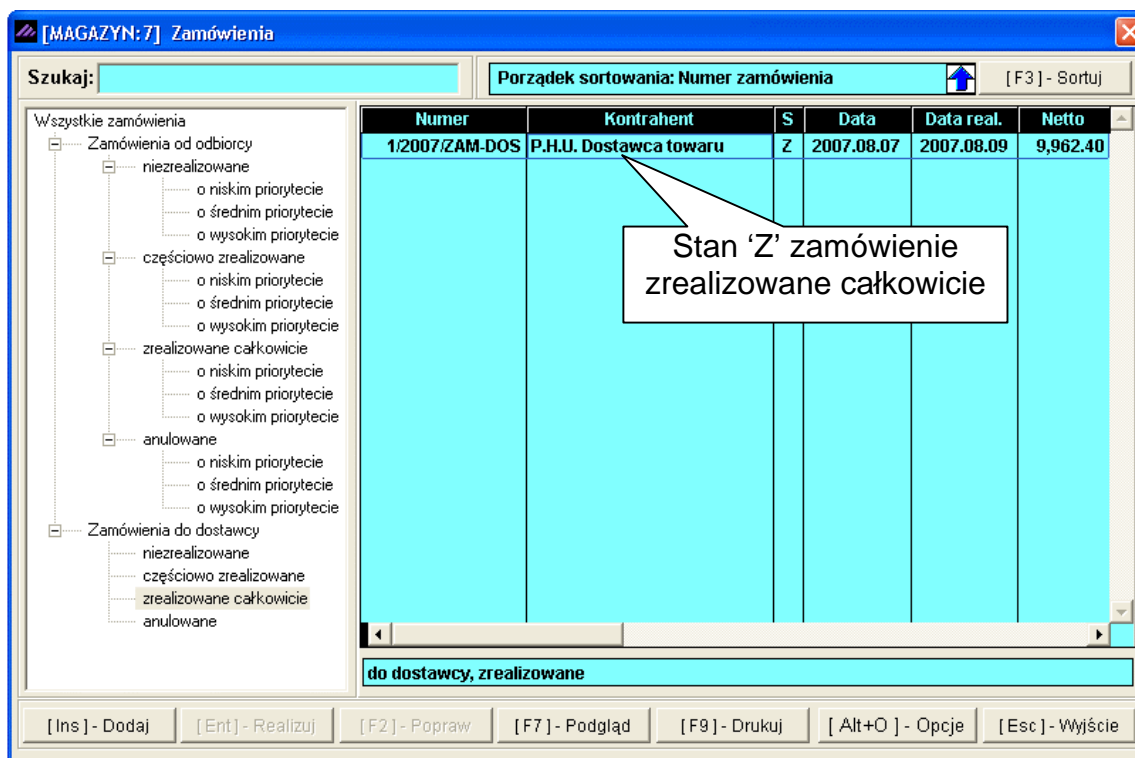 [MAGAZYN:7] Zamówienia
Szukaj:
Porządek sortowania: Numer zamówienia
[ F3 ] - Sortuj
Wszystkie zamówienia
Zamówienia od odbiorcy
niezrealizowane
o niskim priorytecie
o średnim priorytecie
o wysokim priorytecie
częściowo zrealizowane
o niskim priorytecie
o średnim priorytecie
o wysokim priorytecie
zrealizowane całkowicie
o niskim priorytecie
o średnim priorytecie
o wysokim priorytecie
anulowane
o niskim priorytecie
o średnim priorytecie
o wysokim priorytecie
Zamówienia do dostawcy
niezrealizowane
częściowo zrealizowane
zrealizowane całkowicie
anulowane
Numer Kontrahent S Data Data real. Netto
1/2007/ZAM-DOS P.H.U. Dostawca towaru Z 2007.08.07 2007.08.09 9,962.40
Stan ‘Z’ zamówienie
zrealizowane całkowicie
do dostawcy, zrealizowane
[ Ins ] - Dodaj [ Ent ] - Realizuj [ F2 ] - Popraw [ F7 ] - Podgląd [ F9 ] - Drukuj [ Alt+O ] - Opcje [ Esc ] - Wyjście